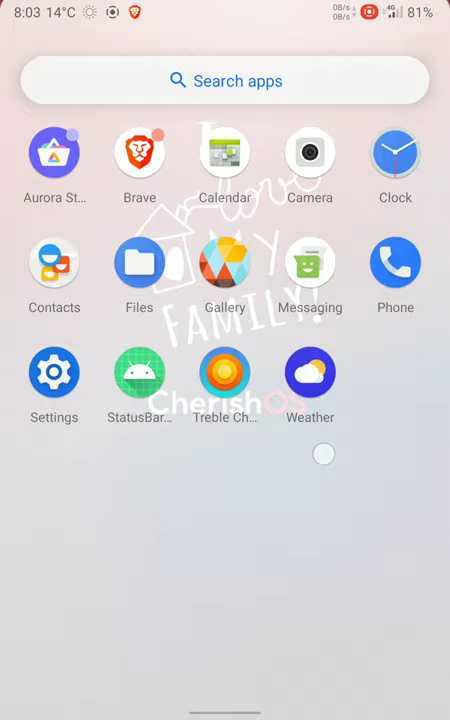 8:03 14°C 0B/s 0B/s 4G 81%
Search apps
Aurora St... Brave Calendar Camera Clock
love
MY
Contacts Files Gallery Messaging Phone
FAMILY!
Settings StatusBar... Treble Ch... Weather
CherishOS